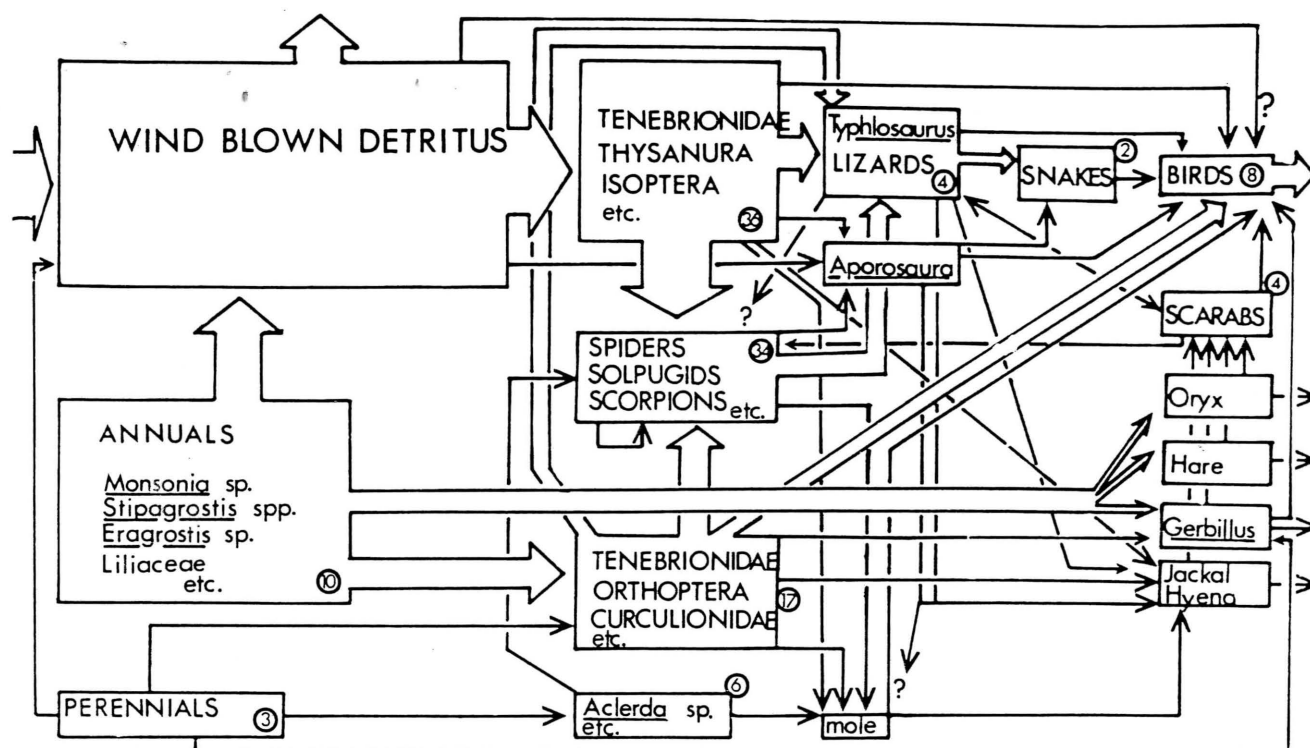 WIND BLOWN DETRITUS
TENEBRIONIDAE
THYSANURA
ISOPTERA
etc.
36
Typhlosaurus
LIZARDS
4
SNAKES
2
BIRDS 8
?
Aporosaura
?
SCARABS
4
SPIDERS
SOLPUGIDS
SCORPIONS etc.
34
Oryx
Hare
Gerbillus
Jackal
Hyena
ANNUALS
Monsonia sp.
Stipagrostis spp.
Eragrostis sp.
Liliaceae
etc.
10
TENEBRIONIDAE
ORTHOPTERA
CURCULIONIDAE
etc.
17
?
PERENNIALS
3
Aclerda sp.
etc.
6
mole